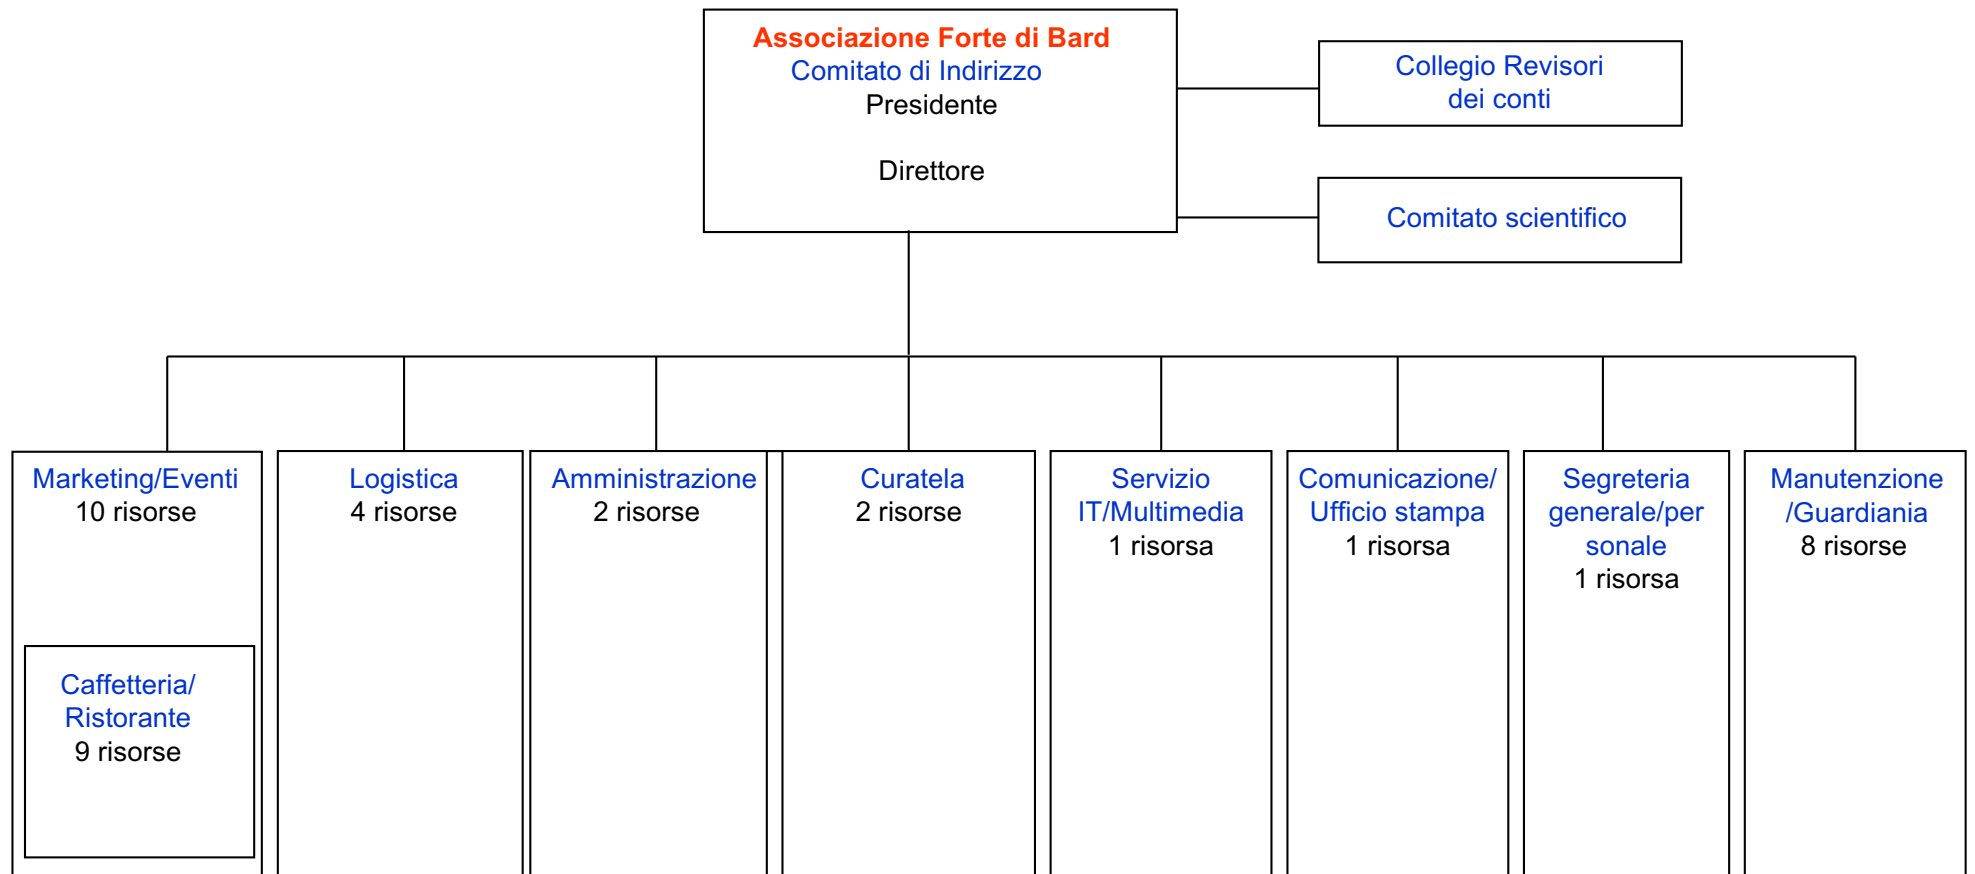 Associazione Forte di Bard
Comitato di Indirizzo
Presidente
Direttore
Collegio Revisori
dei conti
Comitato scientifico
Marketing/Eventi
10 risorse
Caffetteria/
Ristorante
9 risorse
Logistica
4 risorse
Amministrazione
2 risorse
Curatela
2 risorse
Servizio
IT/Multimedia
1 risorsa
Comunicazione/
Ufficio stampa
1 risorsa
Segreteria
generale/per
sonale
1 risorsa
Manutenzione
/Guardiania
8 risorse